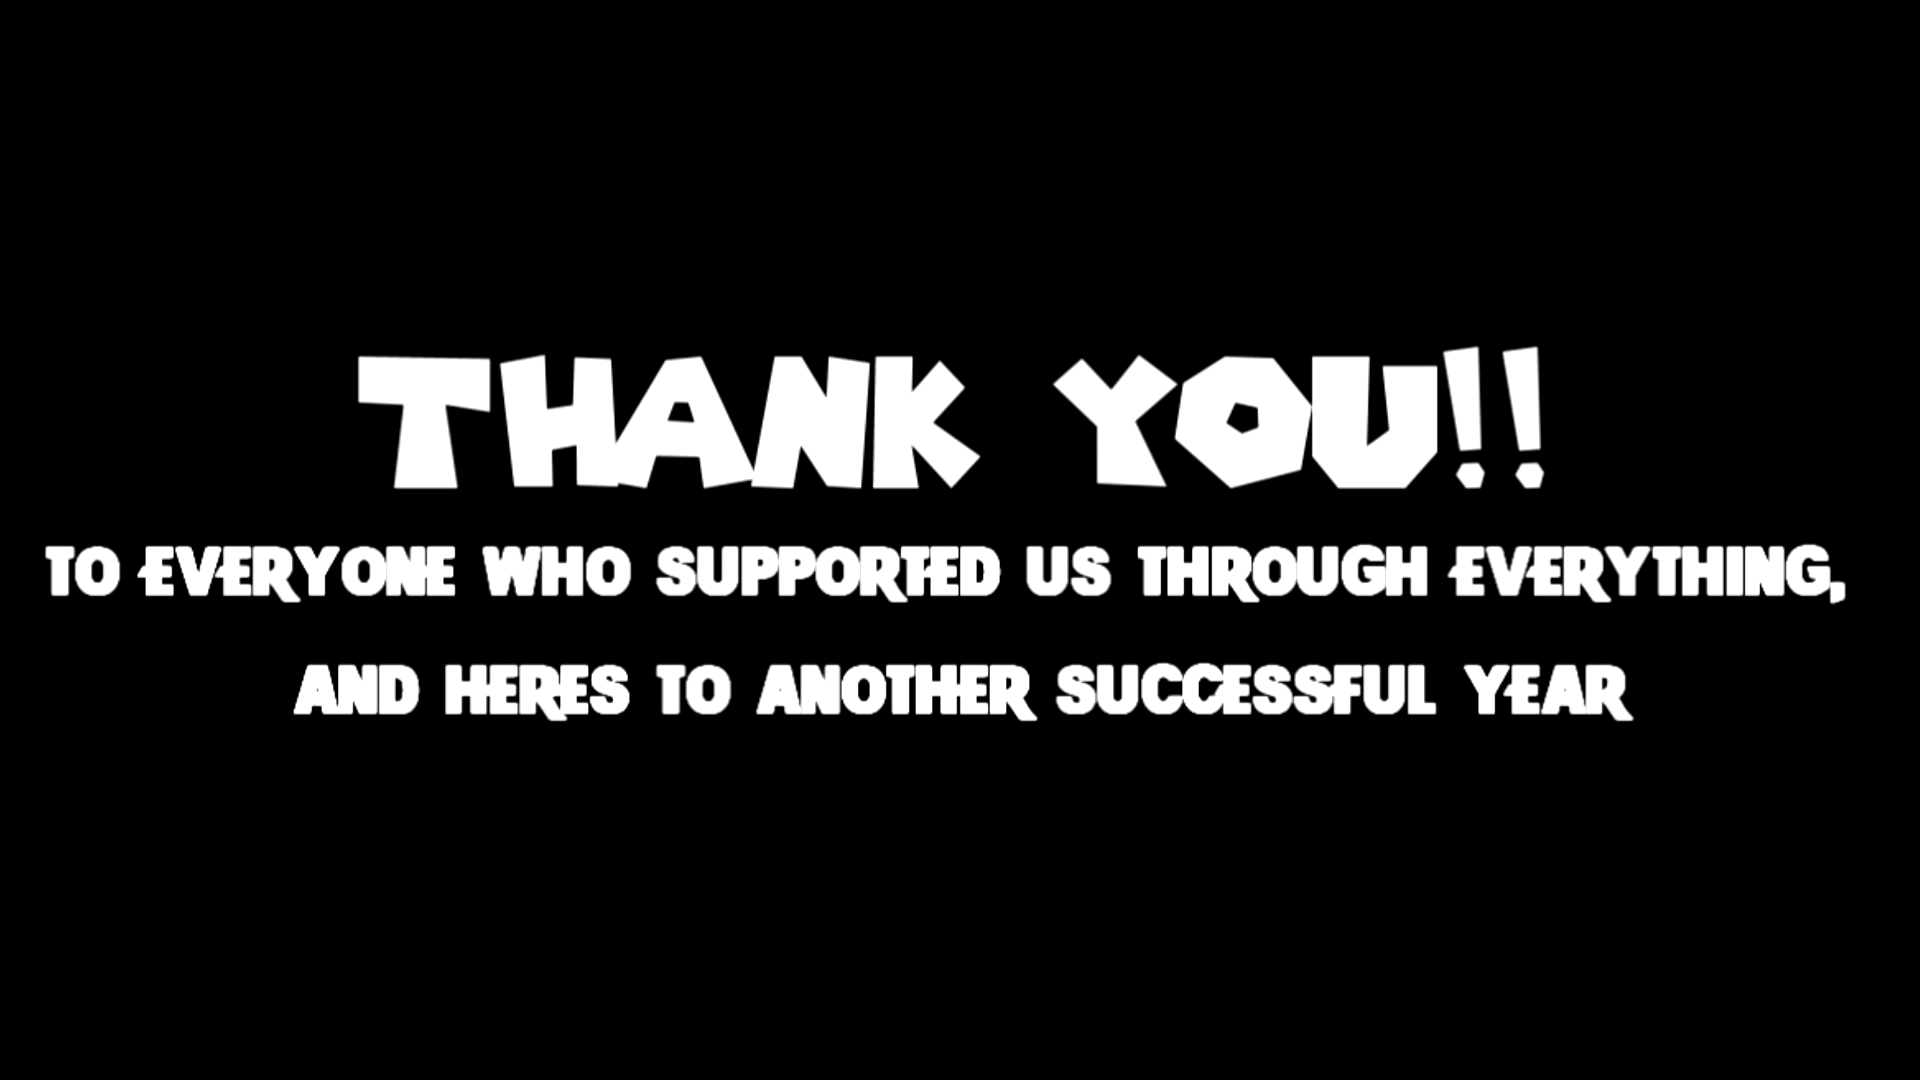 THANK YOU!!
TO EVERYONE WHO SUPPORTED US THROUGH EVERYTHING,
AND HERES TO ANOTHER SUCCESSFUL YEAR